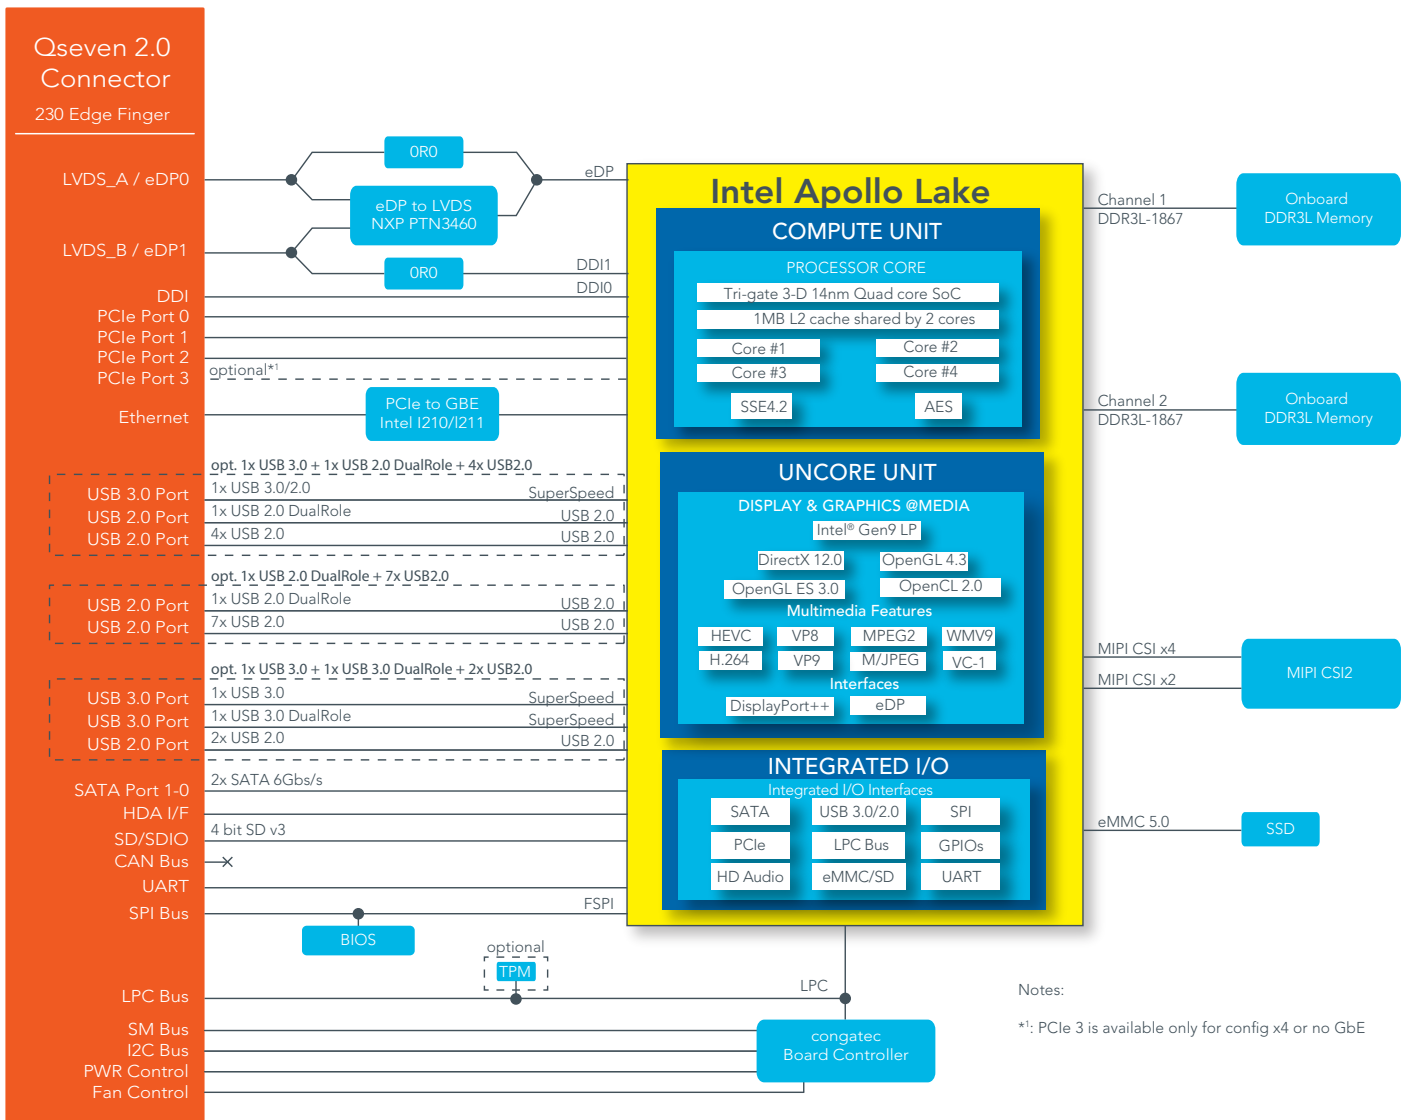 Qseven 2.0
Connector
230 Edge Finger
LVDS_A / eDP0
LVDS_B / eDP1
DDI
PCIe Port 0
PCIe Port 1
PCIe Port 2
PCIe Port 3
Ethernet
USB 3.0 Port
USB 2.0 Port
USB 2.0 Port
USB 2.0 Port
USB 2.0 Port
USB 3.0 Port
USB 3.0 Port
USB 2.0 Port
SATA Port 1-0
HDA I/F
SD/SDIO
CAN Bus
UART
SPI Bus
LPC Bus
SM Bus
I2C Bus
PWR Control
Fan Control
0R0
eDP to LVDS
NXP PTN3460
0R0
eDP
DDI1
DDI0
optional*1
PCIe to GBE
Intel I210/I211
opt. 1x USB 3.0 + 1x USB 2.0 DualRole + 4x USB2.0
1x USB 3.0/2.0
SuperSpeed
1x USB 2.0 DualRole
USB 2.0
4x USB 2.0
USB 2.0
opt. 1x USB 2.0 DualRole + 7x USB2.0
1x USB 2.0 DualRole
USB 2.0
7x USB 2.0
USB 2.0
opt. 1x USB 3.0 + 1x USB 3.0 DualRole + 2x USB2.0
1x USB 3.0
SuperSpeed
1x USB 3.0 DualRole
SuperSpeed
2x USB 2.0
USB 2.0
2x SATA 6Gbs/s
4 bit SD v3
FSPI
BIOS
optional
TPM
LPC
congatec
Board Controller
Intel Apollo Lake
COMPUTE UNIT
PROCESSOR CORE
Tri-gate 3-D 14nm Quad core SoC
1MB L2 cache shared by 2 cores
Core #1
Core #2
Core #3
Core #4
SSE4.2
AES
UNCORE UNIT
DISPLAY & GRAPHICS @MEDIA
Intel® Gen9 LP
DirectX 12.0
OpenGL 4.3
OpenGL ES 3.0
OpenCL 2.0
Multimedia Features
HEVC
VP8
MPEG2
WMV9
H.264
VP9
M/JPEG
VC-1
Interfaces
DisplayPort++
eDP
INTEGRATED I/O
Integrated I/O Interfaces
SATA
USB 3.0/2.0
SPI
PCIe
LPC Bus
GPIOs
HD Audio
eMMC/SD
UART
Channel 1
DDR3L-1867
Onboard
DDR3L Memory
Channel 2
DDR3L-1867
Onboard
DDR3L Memory
MIPI CSI x4
MIPI CSI x2
MIPI CSI2
eMMC 5.0
SSD
Notes:
*1: PCIe 3 is available only for config x4 or no GbE